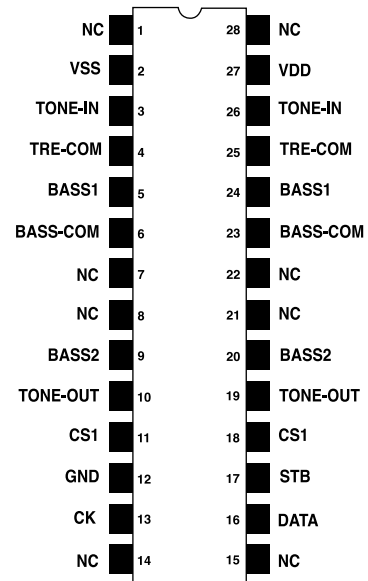 NC 1 28 NC
VSS 2 27 VDD
TONE-IN 3 26 TONE-IN
TRE-COM 4 25 TRE-COM
BASS1 5 24 BASS1
BASS-COM 6 23 BASS-COM
NC 7 22 NC
NC 8 21 NC
BASS2 9 20 BASS2
TONE-OUT 10 19 TONE-OUT
CS1 11 18 CS1
GND 12 17 STB
CK 13 16 DATA
NC 14 15 NC